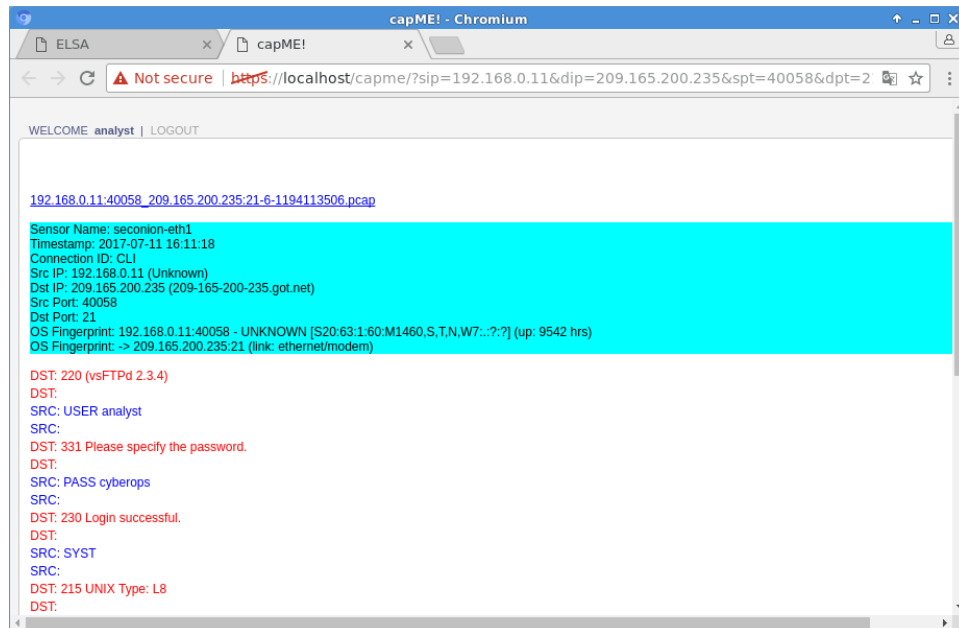 capME! - Chromium
ELSA
capME!
Not secure | https://localhost/capme/?sip=192.168.0.11&dip=209.165.200.235&spt=40058&dpt=2
WELCOME analyst | LOGOUT
192.168.0.11:40058_209.165.200.235:21-6-1194113506.pcap
Sensor Name: seconion-eth1
Timestamp: 2017-07-11 16:11:18
Connection ID: CLI
Src IP: 192.168.0.11 (Unknown)
Dst IP: 209.165.200.235 (209-165-200-235.got.net)
Src Port: 40058
Dst Port: 21
OS Fingerprint: 192.168.0.11:40058 - UNKNOWN [S20:63:1:60:M1460,S,T,N,W7:.:?:?] (up: 9542 hrs)
OS Fingerprint: -> 209.165.200.235:21 (link: ethernet/modem)
DST: 220 (vsFTPd 2.3.4)
DST:
SRC: USER analyst
SRC:
DST: 331 Please specify the password.
DST:
SRC: PASS cyberops
SRC:
DST: 230 Login successful.
DST:
SRC: SYST
SRC:
DST: 215 UNIX Type: L8
DST: